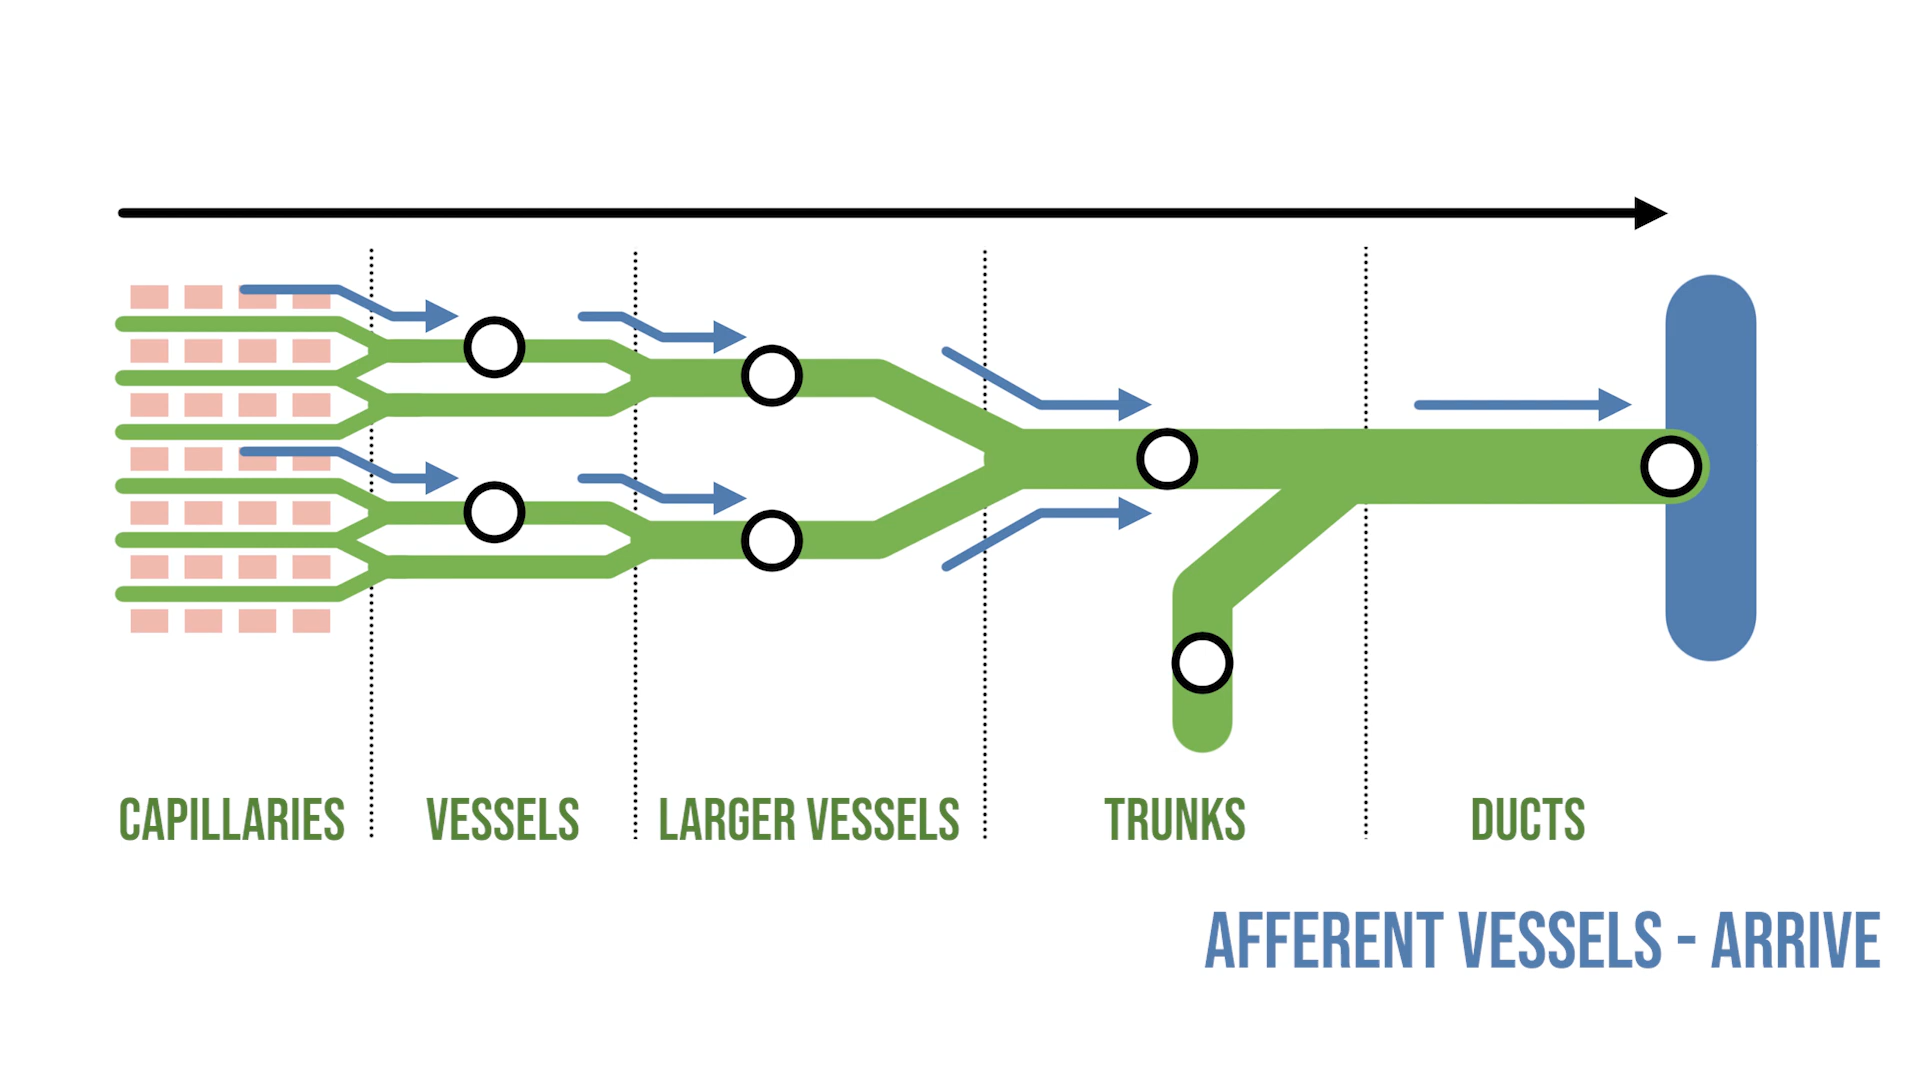 CAPILLARIES
VESSELS
LARGER VESSELS
TRUNKS
DUCTS
AFFERENT VESSELS - ARRIVE